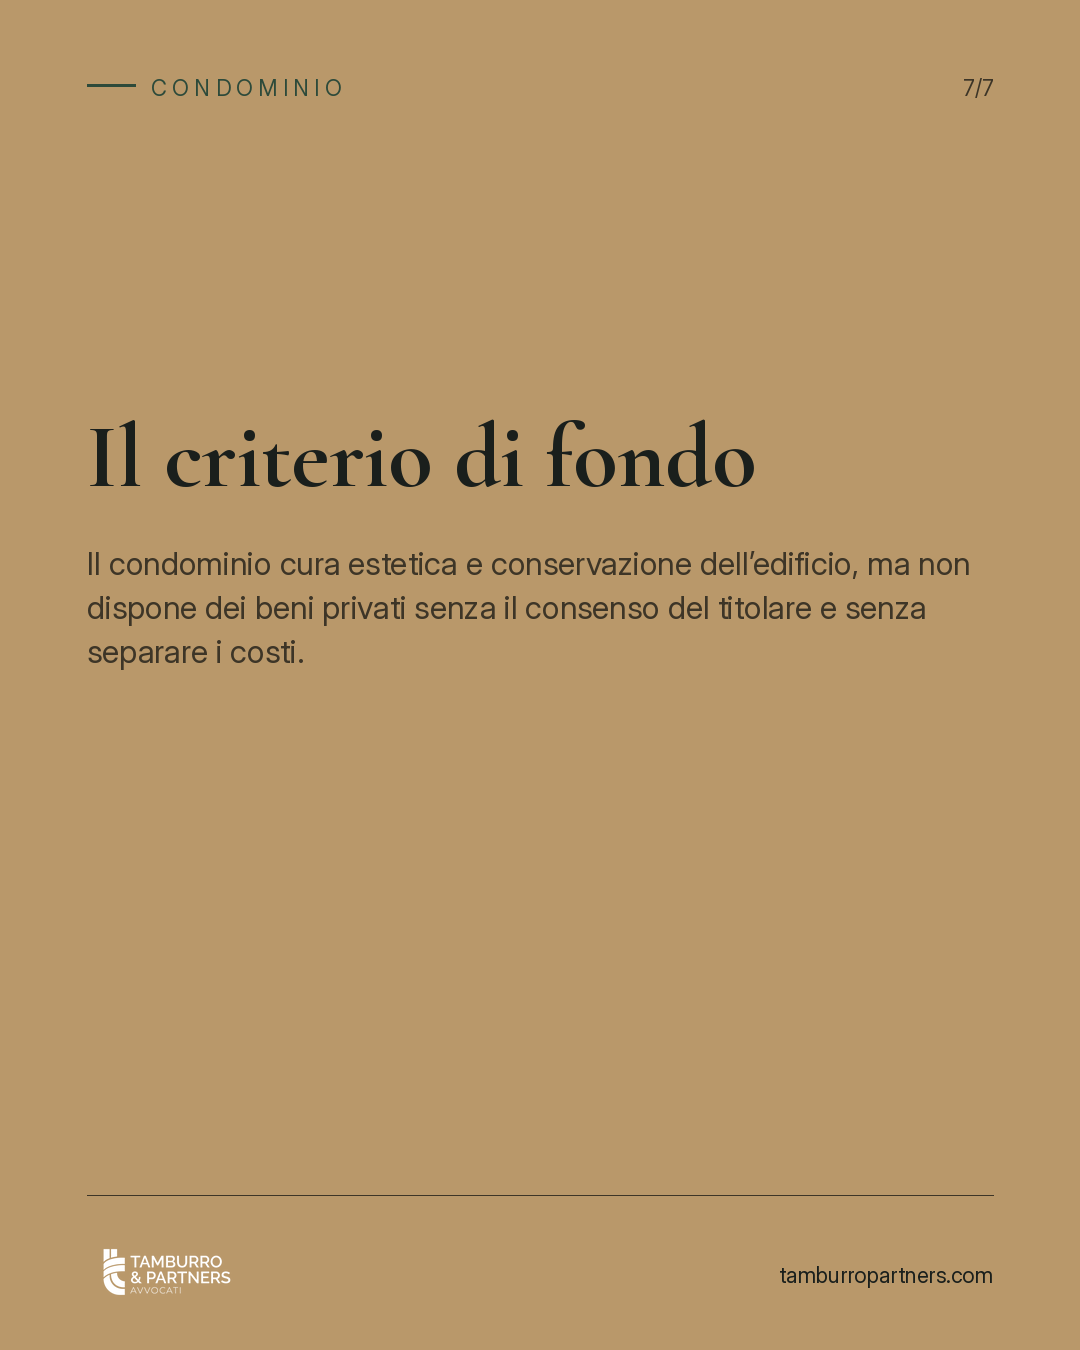 CONDOMINIO
7/7
Il criterio di fondo
Il condominio cura estetica e conservazione dell’edificio, ma non
dispone dei beni privati senza il consenso del titolare e senza
separare i costi.
TAMBURRO
& PARTNERS
AVVOCATI
tamburropartners.com